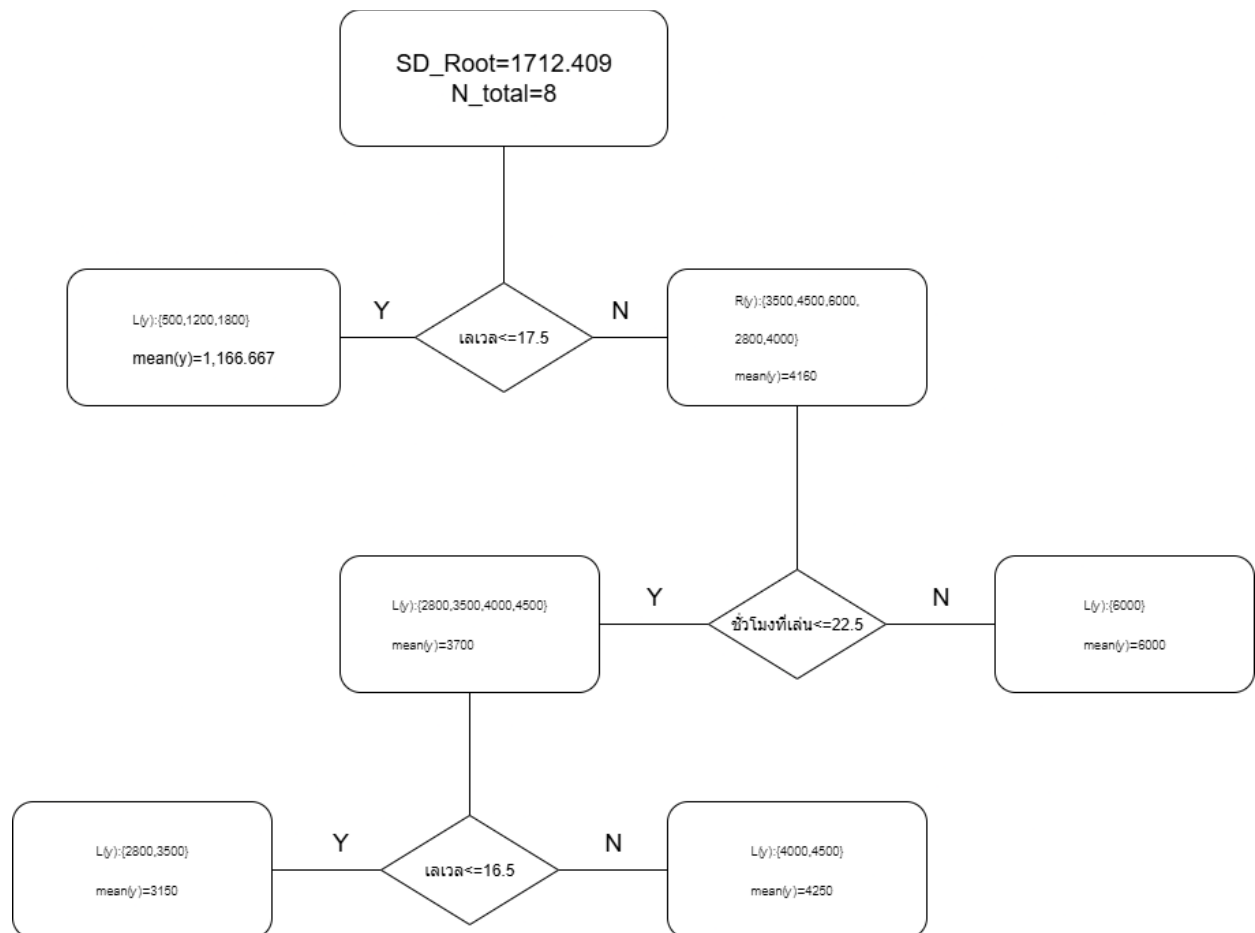 SD_Root=1712.409
N_total=8
Y
N
L(y):{500,1200,1800}
mean(y)=1,166.667
เลเวล<=17.5
R(y):{3500,4500,6000,
2800,4000}
mean(y)=4160
Y
N
L(y):{2800,3500,4000,4500}
mean(y)=3700
ชั่วโมงที่เล่น<=22.5
L(y):{6000}
mean(y)=6000
Y
N
L(y):{2800,3500}
mean(y)=3150
เลเวล<=16.5
L(y):{4000,4500}
mean(y)=4250